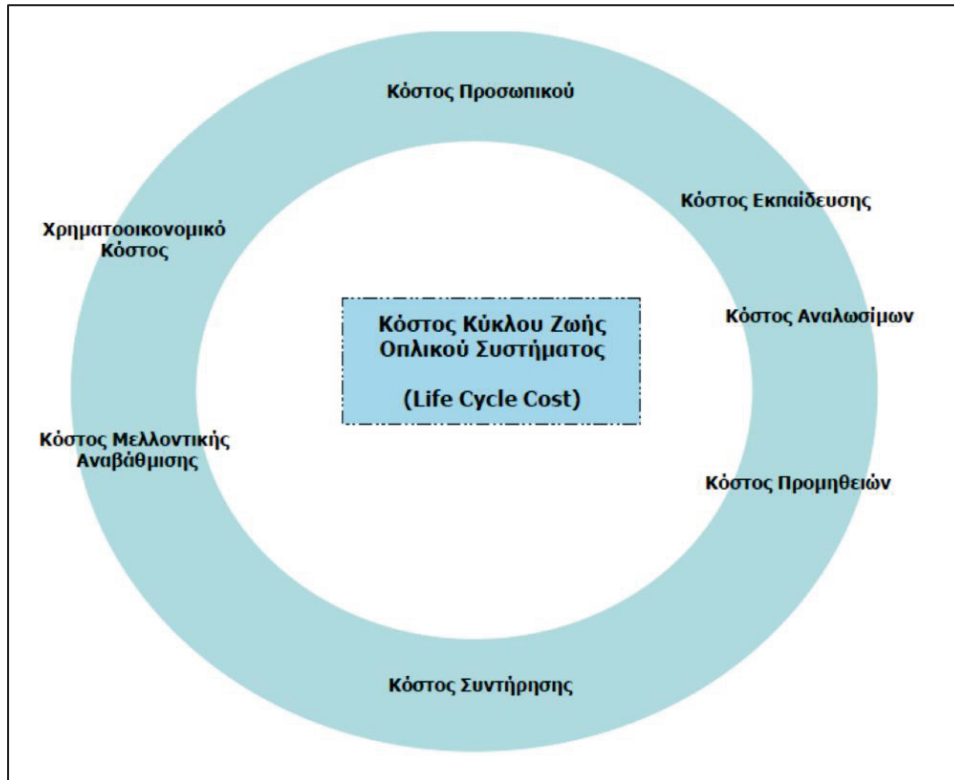 Κόστος Προσωπικού
Κόστος Εκπαίδευσης
Χρηματοοικονομικό
Κόστος
Κόστος Αναλωσίμων
Κόστος Κύκλου Ζωής
Οπλικού Συστήματος
(Life Cycle Cost)
Κόστος Μελλοντικής
Αναβάθμισης
Κόστος Προμηθειών
Κόστος Συντήρησης